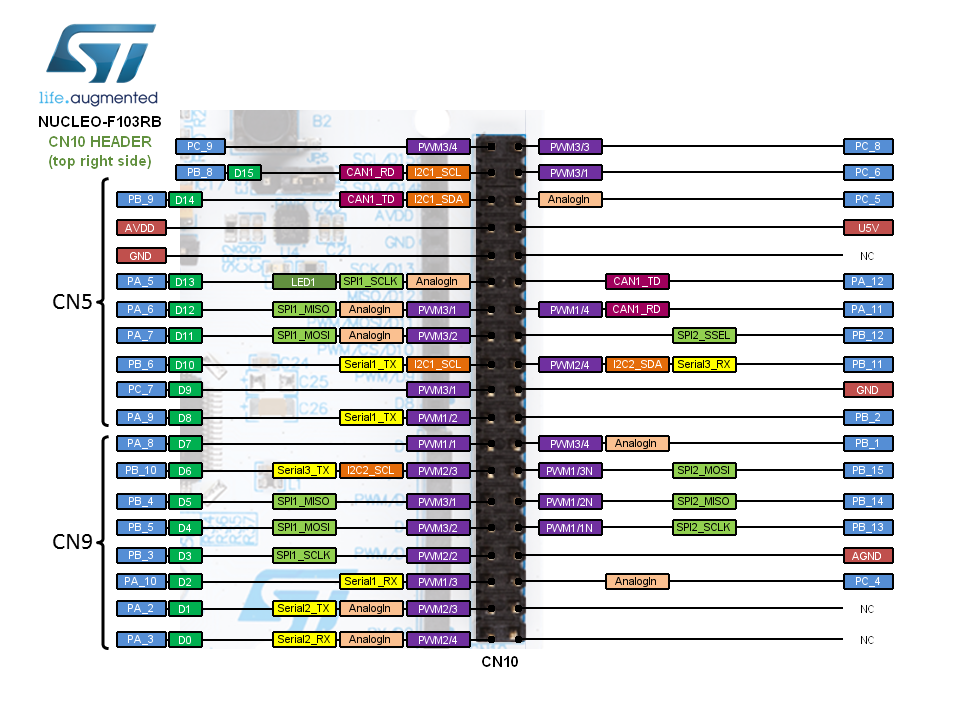 life.augmented
NUCLEO-F103RB
CN10 HEADER
(top right side)
PC_9 PWM3/4 PWM3/3 PC_8
PB_8 D15 CAN1_RD I2C1_SCL PWM3/1 PC_6
PB_9 D14 CAN1_TD I2C1_SDA AnalogIn PC_5
AVDD U5V
GND NC
PA_5 D13 LED1 SPI1_SCLK AnalogIn CAN1_TD PA_12
CN5
PA_6 D12 SPI1_MISO AnalogIn PWM3/1 PWM1/4 CAN1_RD PA_11
PA_7 D11 SPI1_MOSI AnalogIn PWM3/2 SPI2_SSEL PB_12
PB_6 D10 Serial1_TX I2C1_SCL PWM2/4 I2C2_SDA Serial3_RX PB_11
PC_7 D9 PWM3/1 GND
PA_9 D8 Serial1_TX PWM1/2 PB_2
PA_8 D7 PWM1/1 PWM3/4 AnalogIn PB_1
PB_10 D6 Serial3_TX I2C2_SCL PWM2/3 PWM1/3N SPI2_MOSI PB_15
PB_4 D5 SPI1_MISO PWM3/1 PWM1/2N SPI2_MISO PB_14
PB_5 D4 SPI1_MOSI PWM3/2 PWM1/1N SPI2_SCLK PB_13
CN9
PB_3 D3 SPI1_SCLK PWM2/2 AGND
PA_10 D2 Serial1_RX PWM1/3 AnalogIn PC_4
PA_2 D1 Serial2_TX AnalogIn PWM2/3 NC
PA_3 D0 Serial2_RX AnalogIn PWM2/4 NC
CN10